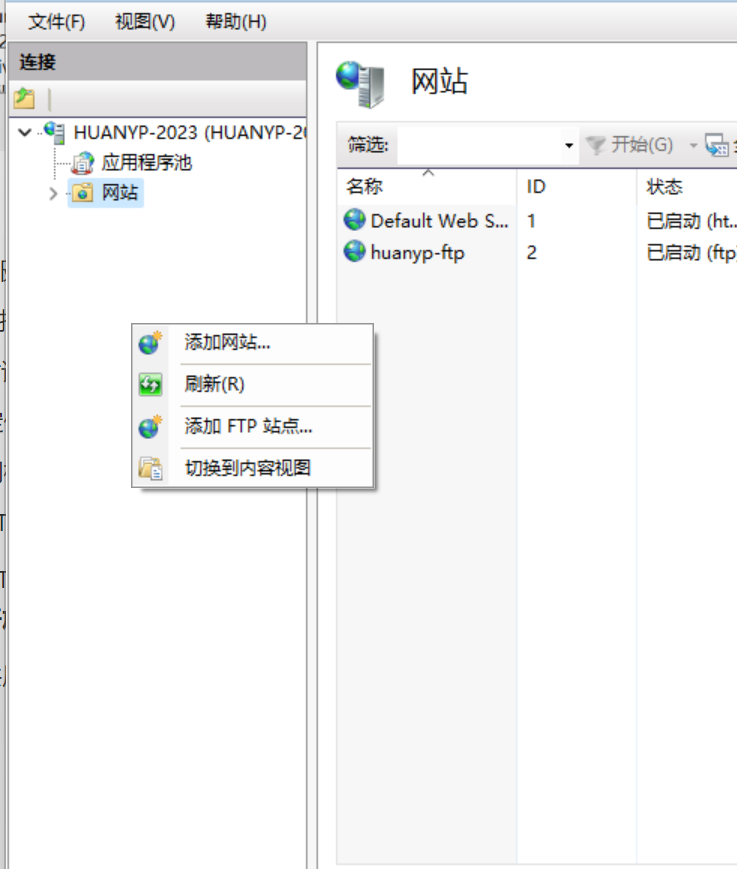 文件(F) 视图(V) 帮助(H)
连接
HUANYP-2023 (HUANYP-20
应用程序池
网站
添加网站...
刷新(R)
添加 FTP 站点...
切换到内容视图
网站
筛选: 开始(G)
名称 ID 状态
Default Web S... 1 已启动 (ht...
huanyp-ftp 2 已启动 (ftp